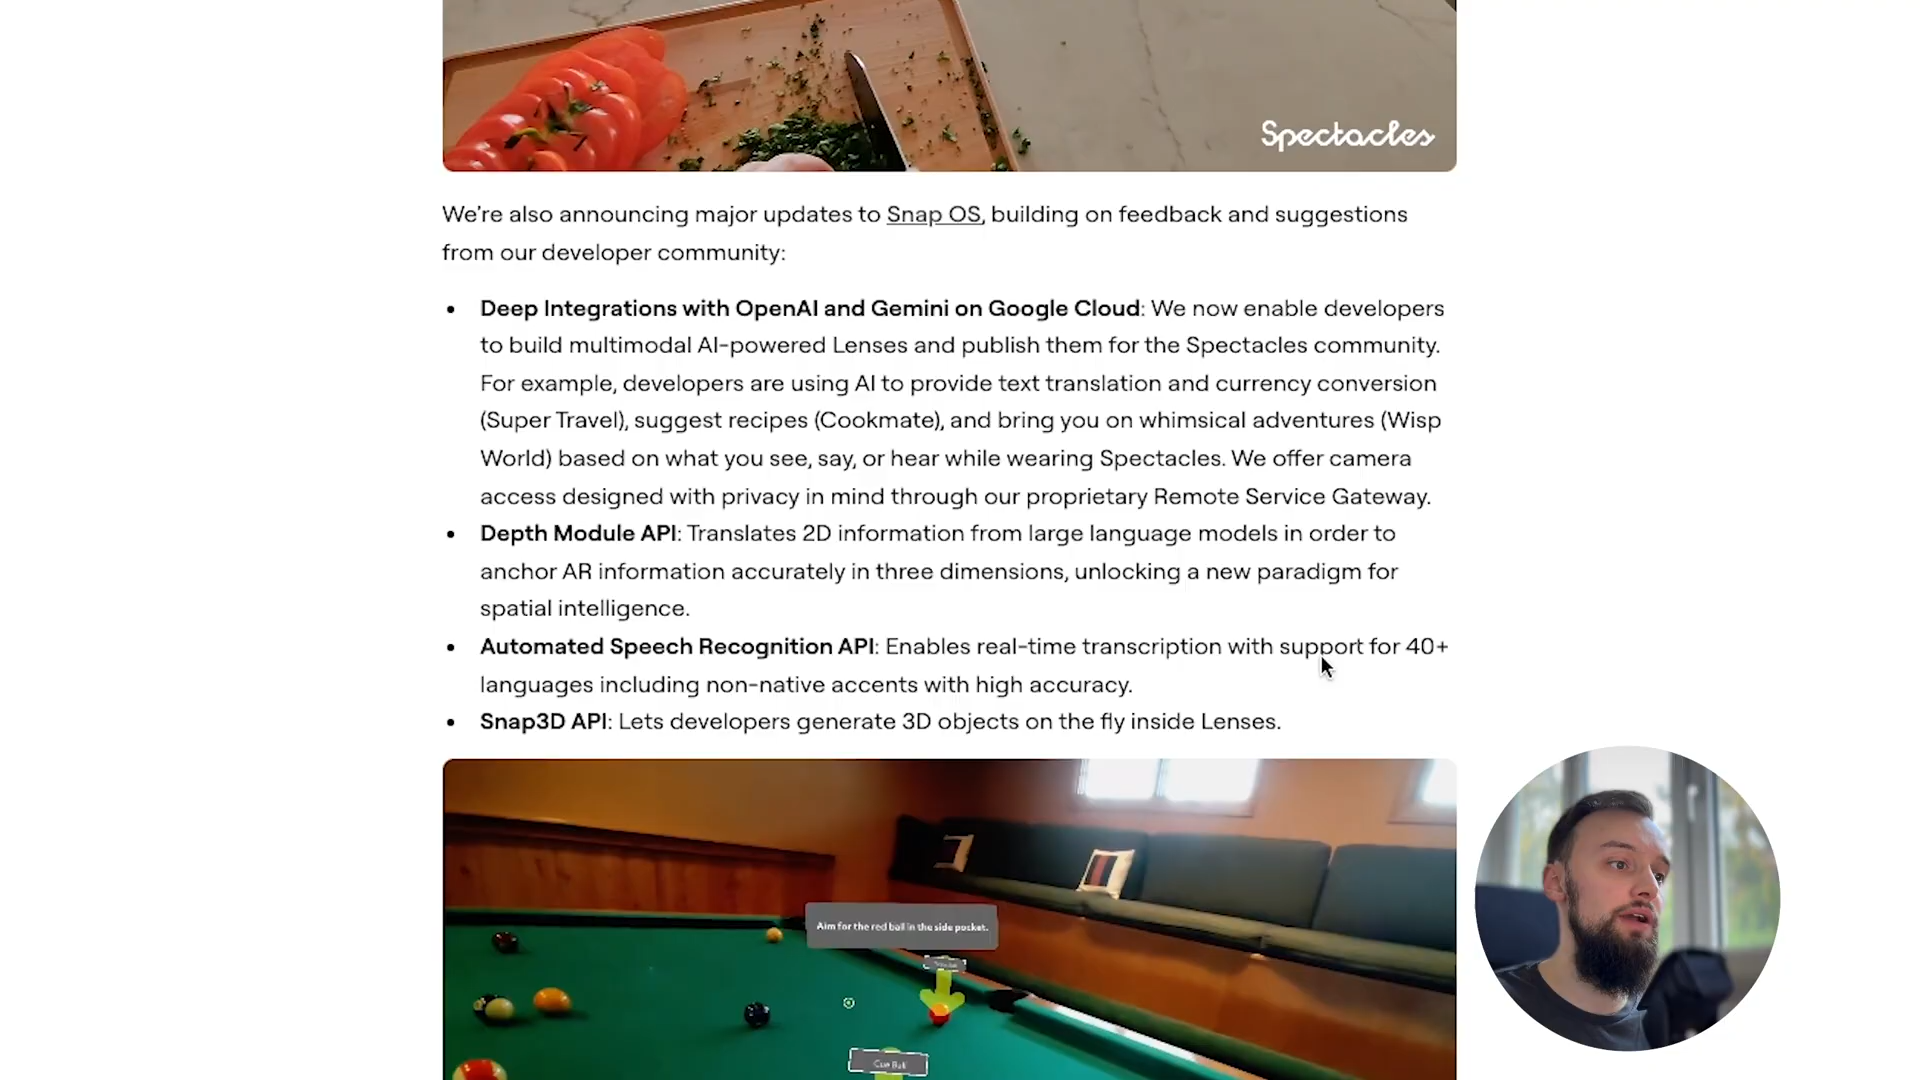 Spectacles
We're also announcing major updates to Snap OS, building on feedback and suggestions
from our developer community:
• Deep Integrations with OpenAI and Gemini on Google Cloud: We now enable developers
to build multimodal AI-powered Lenses and publish them for the Spectacles community.
For example, developers are using AI to provide text translation and currency conversion
(Super Travel), suggest recipes (Cookmate), and bring you on whimsical adventures (Wisp
World) based on what you see, say, or hear while wearing Spectacles. We offer camera
access designed with privacy in mind through our proprietary Remote Service Gateway.
• Depth Module API: Translates 2D information from large language models in order to
anchor AR information accurately in three dimensions, unlocking a new paradigm for
spatial intelligence.
• Automated Speech Recognition API: Enables real-time transcription with support for 40+
languages including non-native accents with high accuracy.
• Snap3D API: Lets developers generate 3D objects on the fly inside Lenses.
Aim for the red ball in the side pocket.
Cue Ball